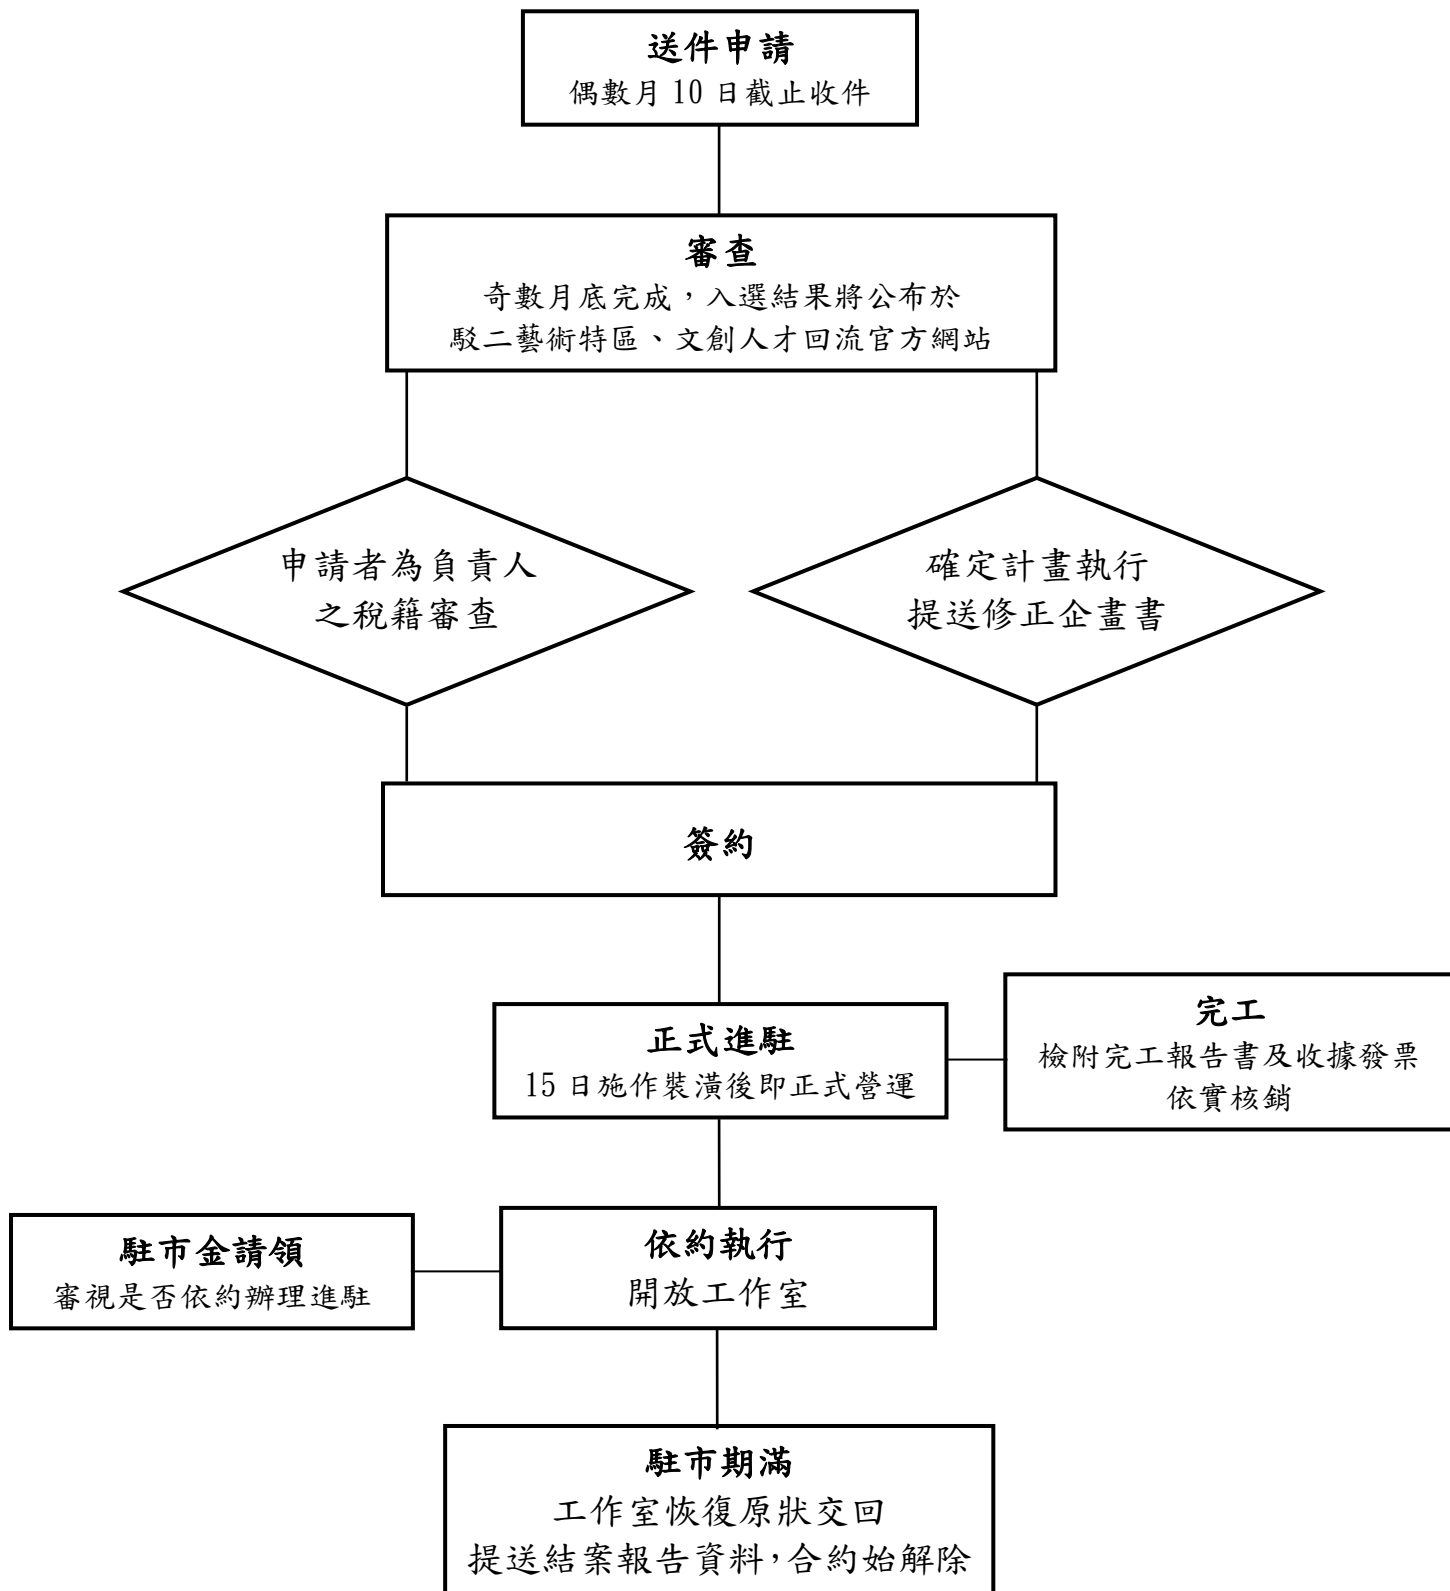 送件申請
偶數月 10 日截止收件
審查
奇數月底完成，入選結果將公布於
駁二藝術特區、文創人才回流官方網站
申請者為負責人
之稅籍審查
確定計畫執行
提送修正企畫書
簽約
正式進駐
15 日施作裝潢後即正式營運
完工
檢附完工報告書及收據發票
依實核銷
駐市金請領
審視是否依約辦理進駐
依約執行
開放工作室
駐市期滿
工作室恢復原狀交回
提送結案報告資料，合約始解除